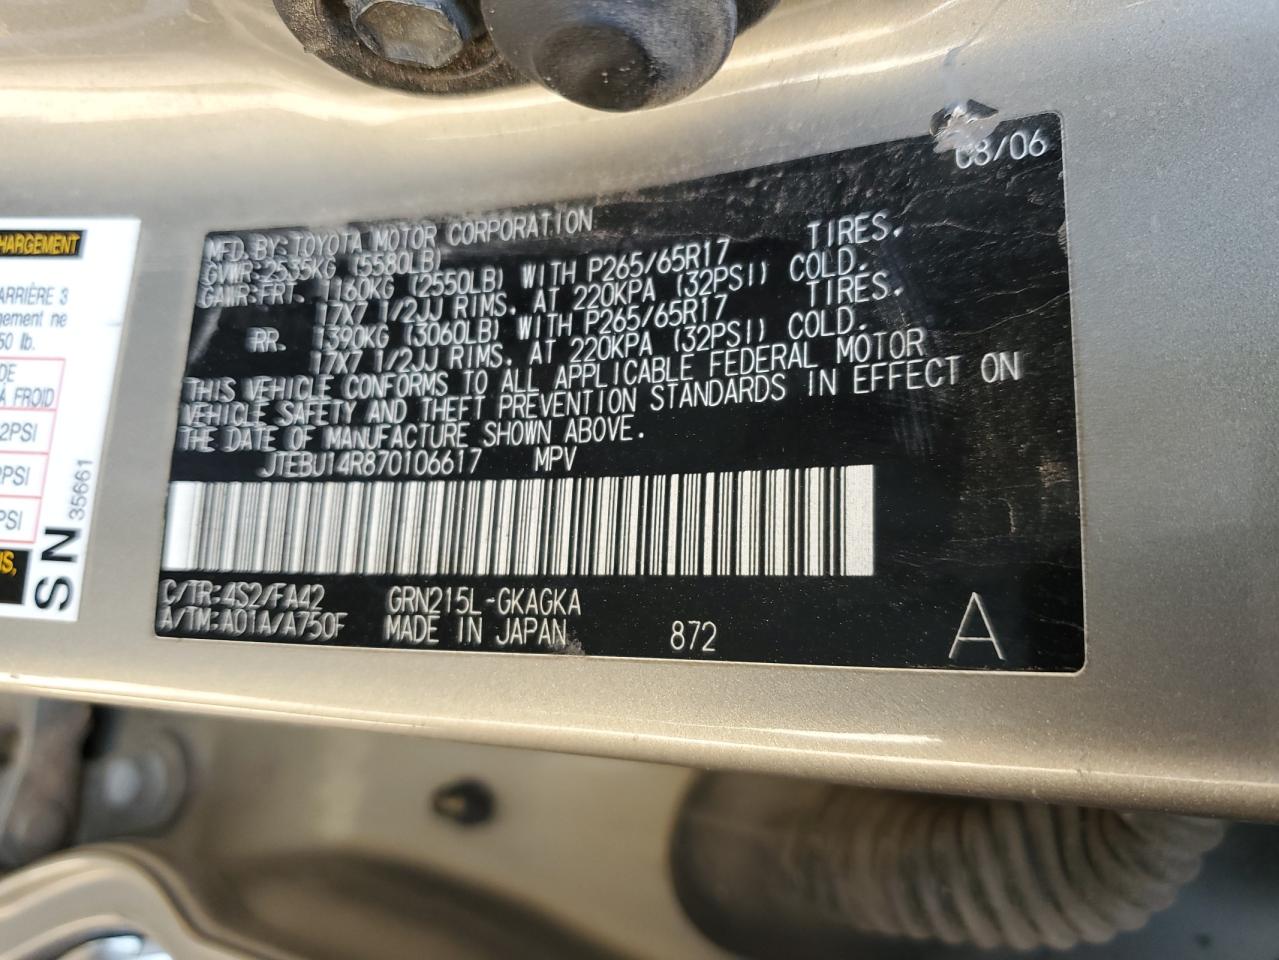 08/06
MFD. BY: TOYOTA MOTOR CORPORATION
GVWR: 2535KG (5580LB)
GAWR: FRT. 1160KG (2550LB) WITH P265/65R17 TIRES.
17X7 1/2JJ RIMS. AT 220KPA (32PSI) COLD.
RR. 1390KG (3060LB) WITH P265/65R17 TIRES.
17X7 1/2JJ RIMS. AT 220KPA (32PSI) COLD.
THIS VEHICLE CONFORMS TO ALL APPLICABLE FEDERAL MOTOR
VEHICLE SAFETY AND THEFT PREVENTION STANDARDS IN EFFECT ON
THE DATE OF MANUFACTURE SHOWN ABOVE.
JTEBU14R870106617 MPV
C/TR: 4S2/FA42 GRN215L-GKAGKA
A/TM: A01A/A750F MADE IN JAPAN 872 A
HARGEMENT
ARRIÈRE 3
gement ne
50 lb.
DE
A FROID
2PSI
PSI
PSI
SN 35661